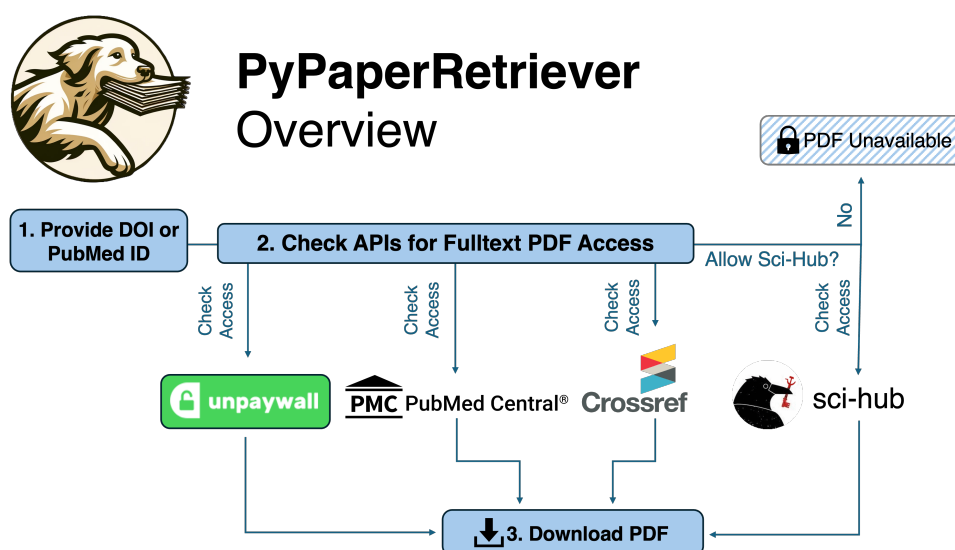 PyPaperRetriever
Overview
PDF Unavailable
1. Provide DOI or
PubMed ID
2. Check APIs for Fulltext PDF Access
No
Allow Sci-Hub?
Check
Access
Check
Access
Check
Access
Check
Access
unpaywall
PMC PubMed Central®
Crossref
sci-hub
3. Download PDF